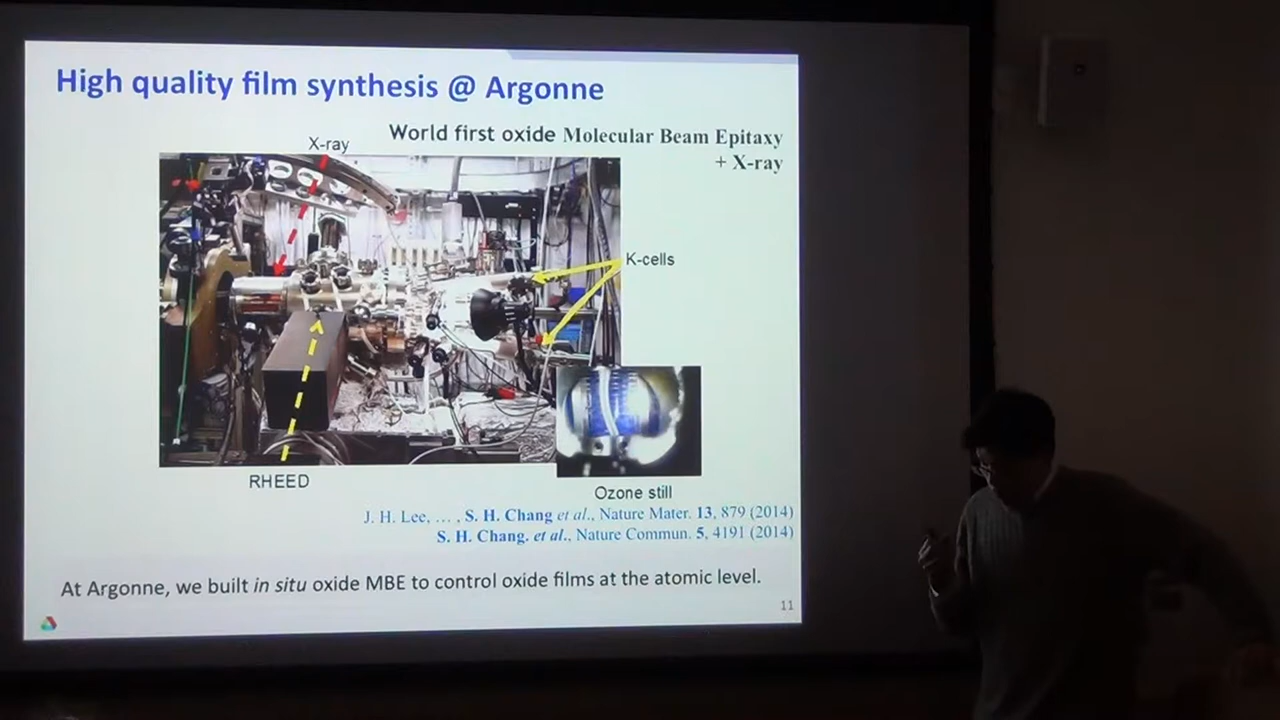 High quality film synthesis @ Argonne
World first oxide Molecular Beam Epitaxy
+ X-ray
X-ray
K-cells
RHEED
Ozone still
J. H. Lee, … , S. H. Chang et al., Nature Mater. 13, 879 (2014)
S. H. Chang. et al., Nature Commun. 5, 4191 (2014)
At Argonne, we built in situ oxide MBE to control oxide films at the atomic level.
11